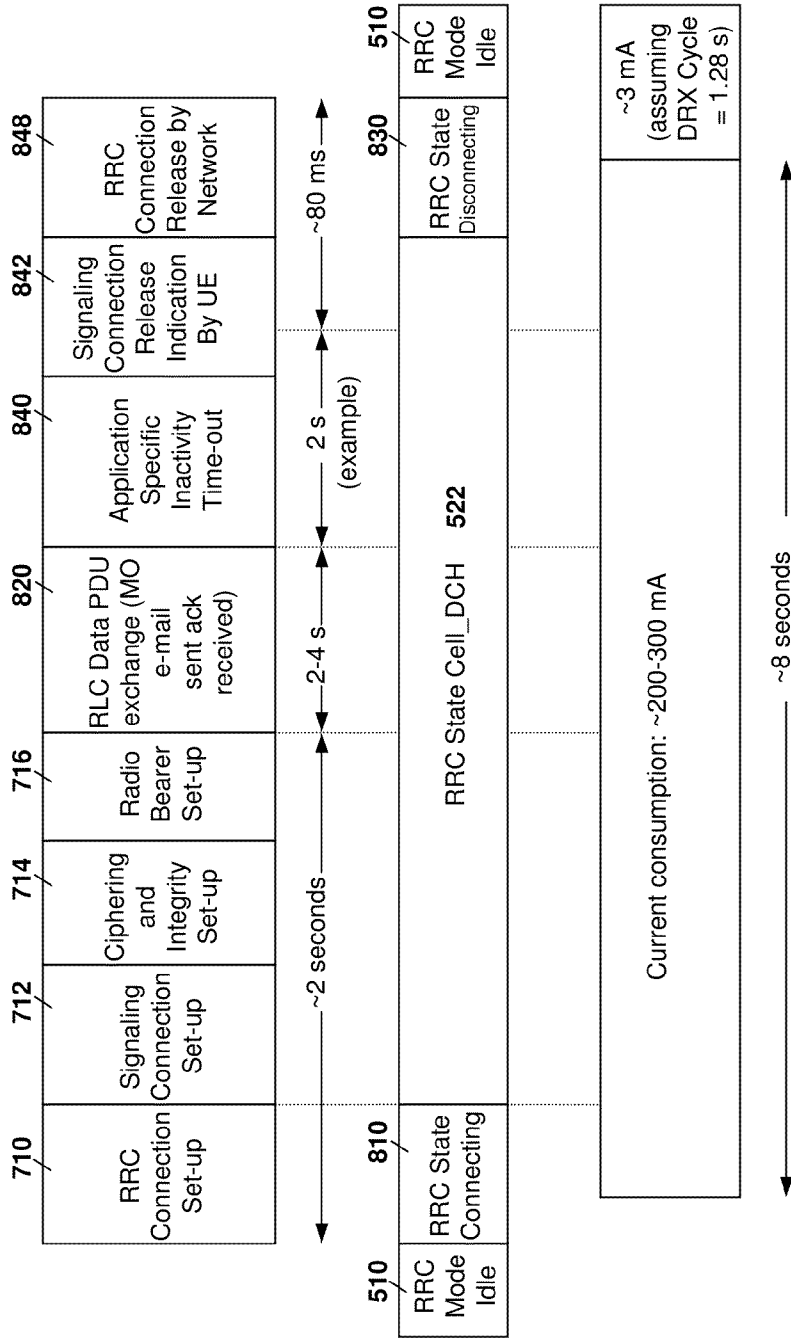 710
RRC
Connection
Set-up
712
Signaling
Connection
Set-up
714
Ciphering
and
Integrity
Set-up
716
Radio
Bearer
Set-up
820
RLC Data PDU
exchange (MO
e-mail
sent ack
received)
840
Application
Specific
Inactivity
Time-out
842
Signaling
Connection
Release
Indication
By UE
848
RRC
Connection
Release by
Network
~2 seconds
2-4 s
2 s
(example)
~80 ms
510
RRC
Mode
Idle
810
RRC State
Connecting
RRC State Cell_DCH 522
830
RRC State
Disconnecting
510
RRC
Mode
Idle
Current consumption: ~200-300 mA
~3 mA
(assuming
DRX Cycle
= 1.28 s)
~8 seconds